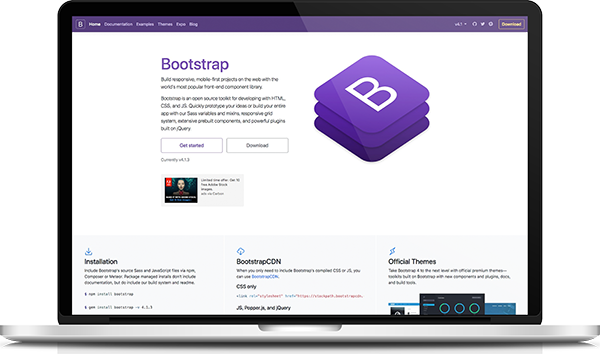 B Home Documentation Examples Themes Expo Blog v4.1 Download
Bootstrap
Build responsive, mobile-first projects on the web with the
world's most popular front-end component library.
Bootstrap is an open source toolkit for developing with HTML,
CSS, and JS. Quickly prototype your ideas or build your entire
app with our Sass variables and mixins, responsive grid
system, extensive prebuilt components, and powerful plugins
built on jQuery.
Get started Download
Currently v4.1.3
B
Limited time offer: Get 10
free Adobe Stock
images.
ads via Carbon
Installation
Include Bootstrap's source Sass and JavaScript files via npm,
Composer or Meteor. Package managed installs don't include
documentation, but do include our build system and readme.
$ npm install bootstrap
$ gem install bootstrap -v 4.1.3
BootstrapCDN
When you only need to include Bootstrap's compiled CSS or JS, you
can use BootstrapCDN.
CSS only
<link rel="stylesheet" href="https://stackpath.bootstrapcdn.
JS, Popper.js, and jQuery
Official Themes
Take Bootstrap 4 to the next level with official premium themes—
toolkits built on Bootstrap with new components and plugins, docs,
and build tools.